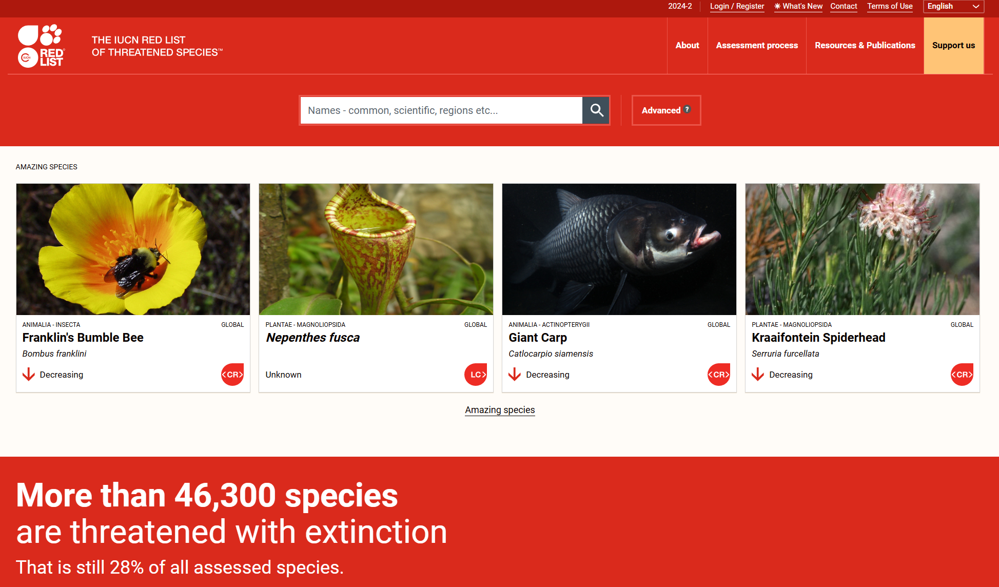 2024-2 Login / Register ☀ What's New Contact Terms of Use English
RED
LIST
IUCN
THE IUCN RED LIST
OF THREATENED SPECIES™
About Assessment process Resources & Publications Support us
Names - common, scientific, regions etc...
Advanced ?
AMAZING SPECIES
ANIMALIA - INSECTA GLOBAL
Franklin's Bumble Bee
Bombus franklini
Decreasing <CR>
PLANTAE - MAGNOLIOPSIDA GLOBAL
Nepenthes fusca
Unknown LC>
ANIMALIA - ACTINOPTERYGII GLOBAL
Giant Carp
Catlocarpio siamensis
Decreasing <CR>
PLANTAE - MAGNOLIOPSIDA GLOBAL
Kraaifontein Spiderhead
Serruria furcellata
Decreasing <CR>
Amazing species
More than 46,300 species
are threatened with extinction
That is still 28% of all assessed species.